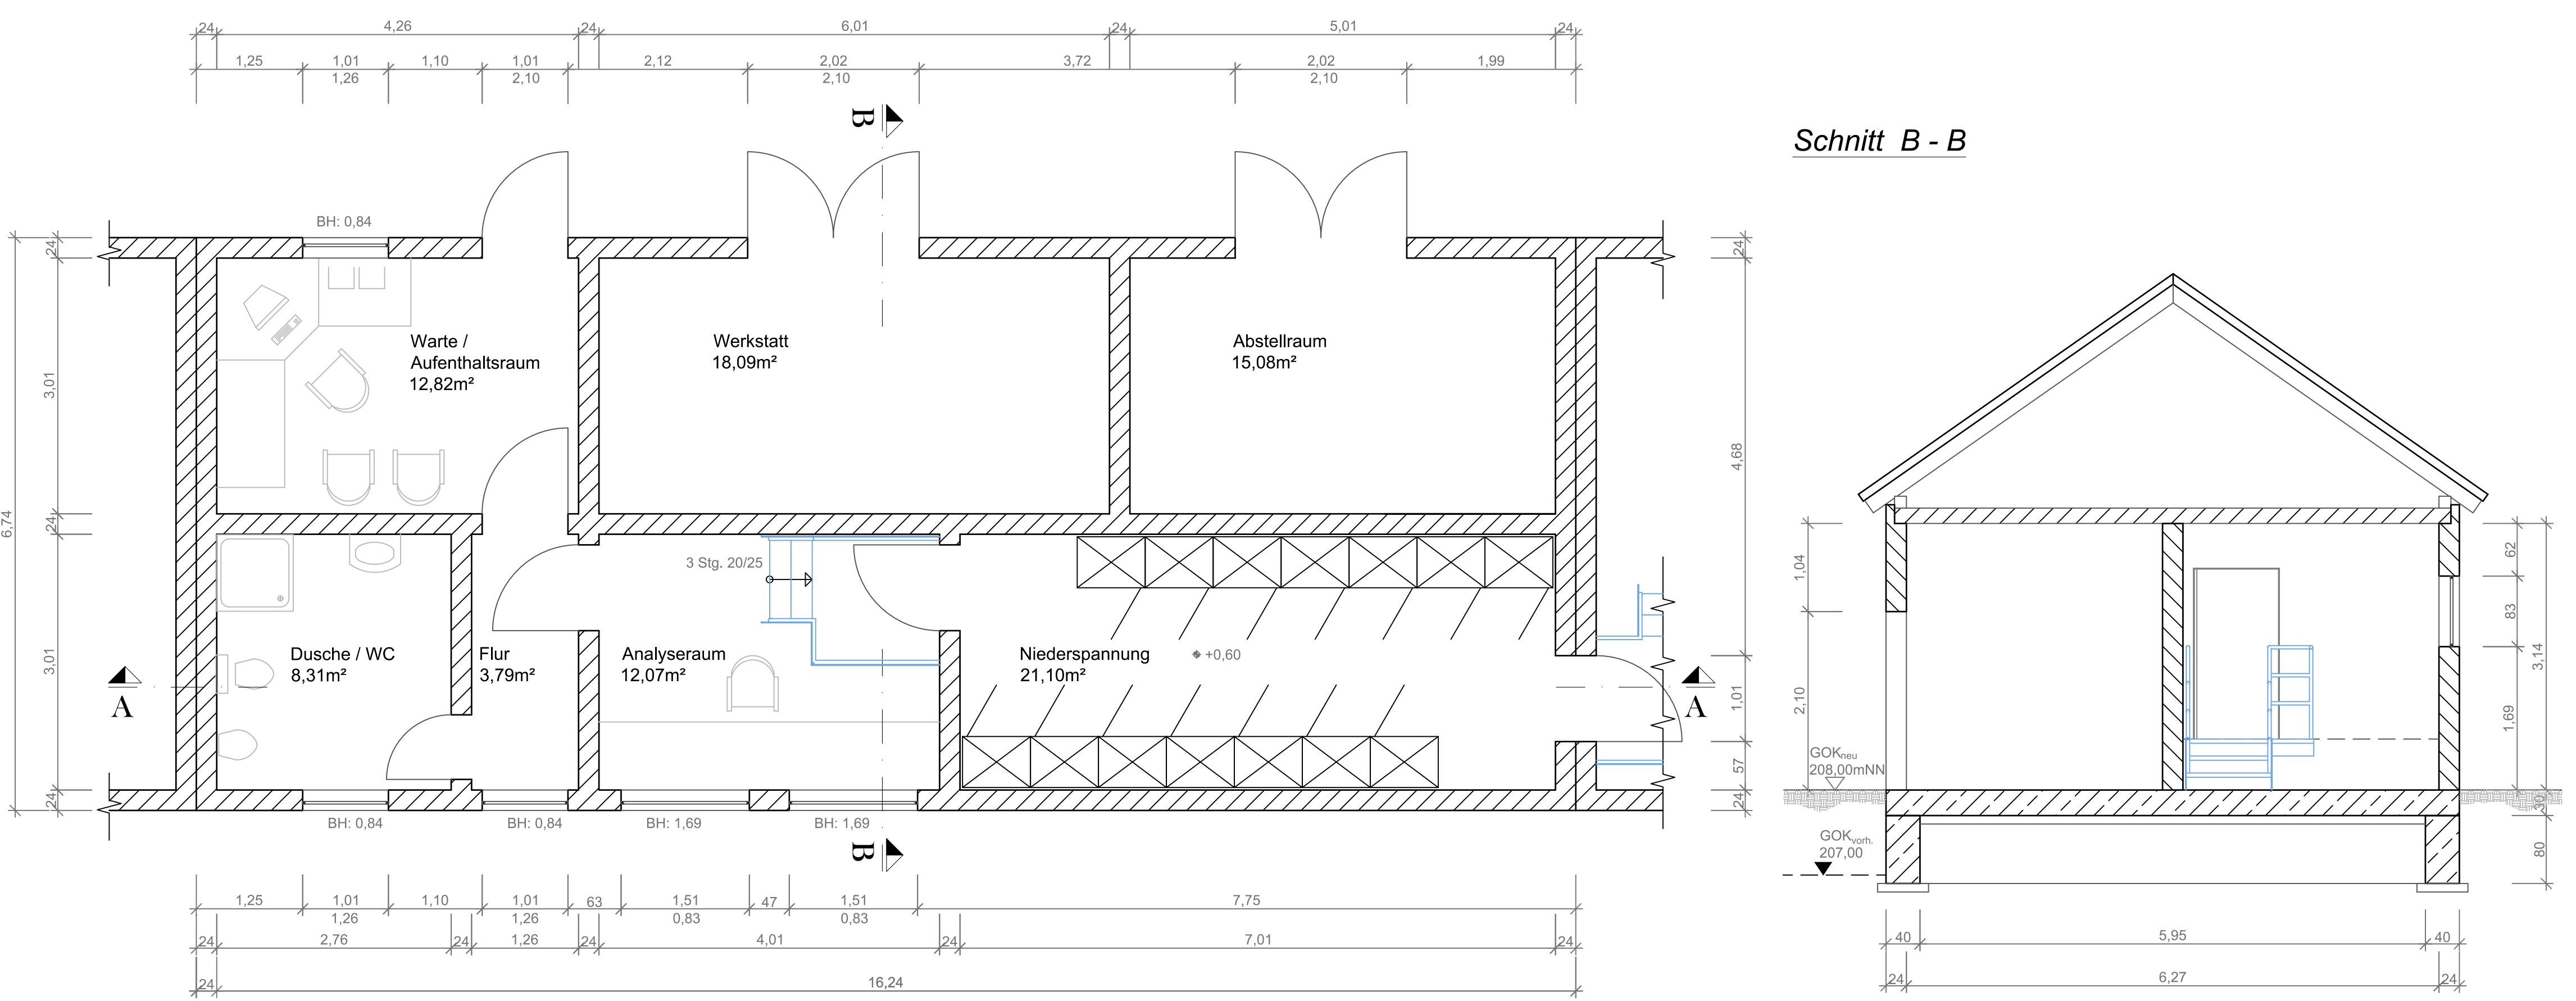 24
4,26
24
6,01
24
5,01
24
1,25
1,01
1,10
1,01
2,12
2,02
3,72
2,02
1,99
1,26
2,10
2,10
2,10
B
Schnitt B - B
BH: 0,84
24
3,01
24
3,01
24
6,74
Warte /
Aufenthaltsraum
12,82m²
Werkstatt
18,09m²
Abstellraum
15,08m²
24
4,68
1,01
57
24
3 Stg. 20/25
Dusche / WC
8,31m²
Flur
3,79m²
Analyseraum
12,07m²
Niederspannung
21,10m²
+0,60
A
A
BH: 0,84
BH: 0,84
BH: 1,69
BH: 1,69
B
1,25
1,01
1,10
1,01
63
1,51
47
1,51
7,75
1,26
1,26
0,83
0,83
24
2,76
24
1,26
24
4,01
24
7,01
24
24
16,24
1,04
2,10
62
83
1,69
3,14
30
80
GOKneu
208,00mNN
GOKvorh.
207,00
40
5,95
40
24
6,27
24